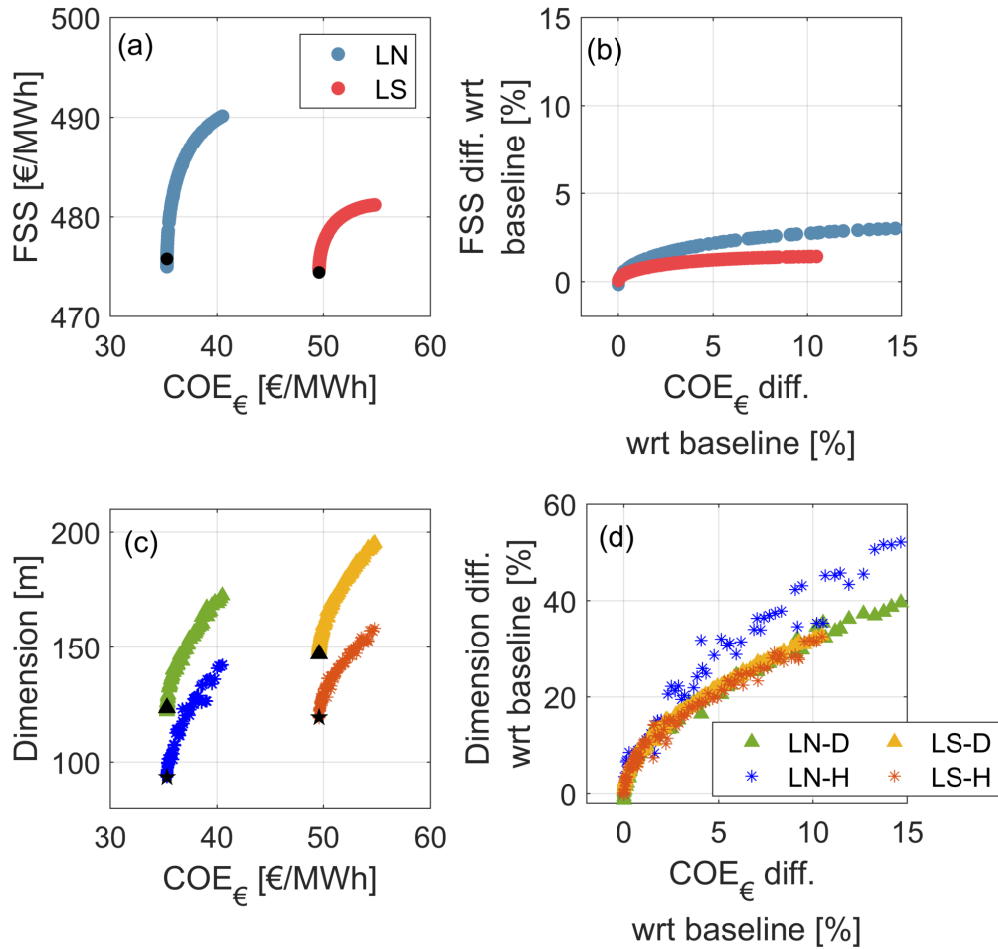 (a)
LN
LS
500
490
480
470
FSS [€/MWh]
30
40
50
60
COE€ [€/MWh]
(b)
15
10
5
0
FSS diff. wrt
baseline [%]
0
5
10
15
COE€ diff.
wrt baseline [%]
(c)
200
150
100
Dimension [m]
30
40
50
60
COE€ [€/MWh]
(d)
60
40
20
0
Dimension diff.
wrt baseline [%]
LN-D
LS-D
LN-H
LS-H
0
5
10
15
COE€ diff.
wrt baseline [%]